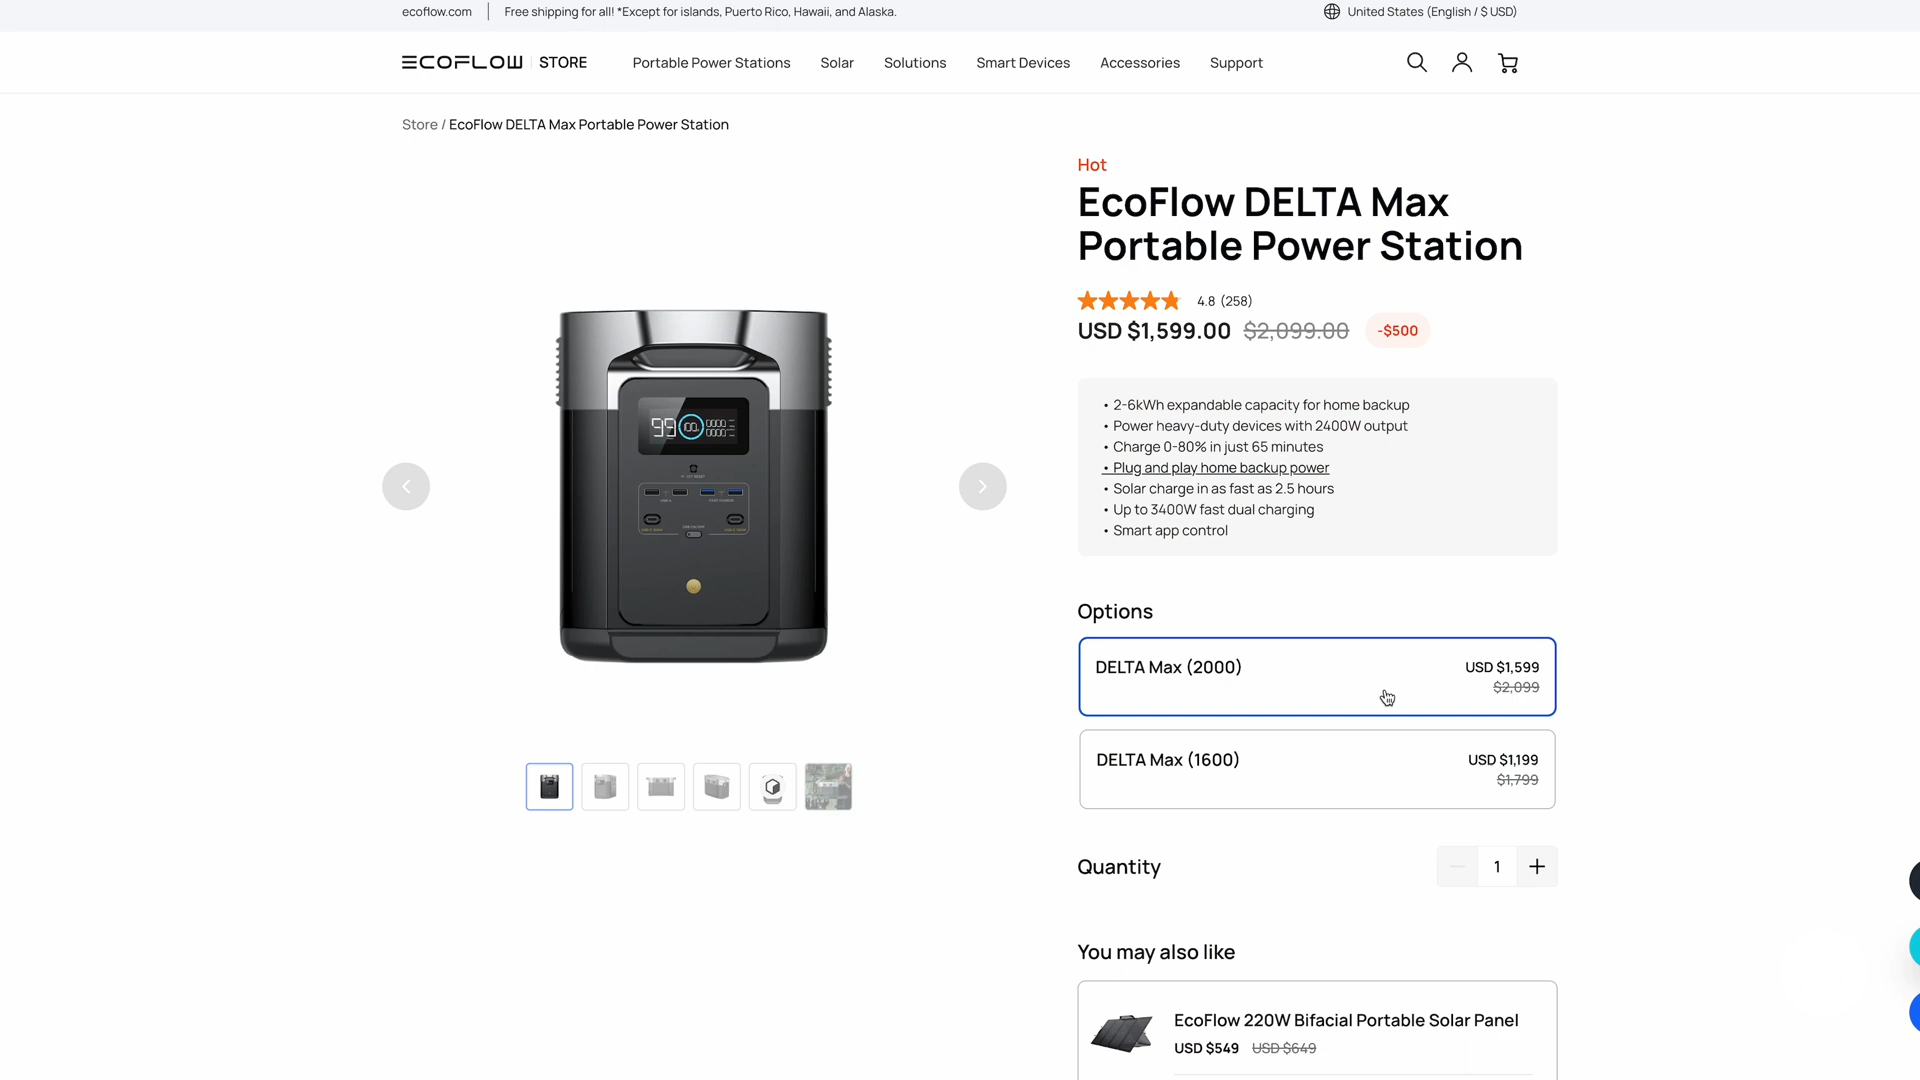 ecoflow.com
Free shipping for all! *Except for islands, Puerto Rico, Hawaii, and Alaska.
United States (English / $ USD)
ECOFLOW STORE
Portable Power Stations
Solar
Solutions
Smart Devices
Accessories
Support
Store / EcoFlow DELTA Max Portable Power Station
Hot
EcoFlow DELTA Max
Portable Power Station
4.8 (258)
USD $1,599.00 $2,099.00 -$500
• 2-6kWh expandable capacity for home backup
• Power heavy-duty devices with 2400W output
• Charge 0-80% in just 65 minutes
• Plug and play home backup power
• Solar charge in as fast as 2.5 hours
• Up to 3400W fast dual charging
• Smart app control
99
Options
DELTA Max (2000)
USD $1,599
$2,099
DELTA Max (1600)
USD $1,199
$1,799
Quantity
1
You may also like
EcoFlow 220W Bifacial Portable Solar Panel
USD $549 USD $649